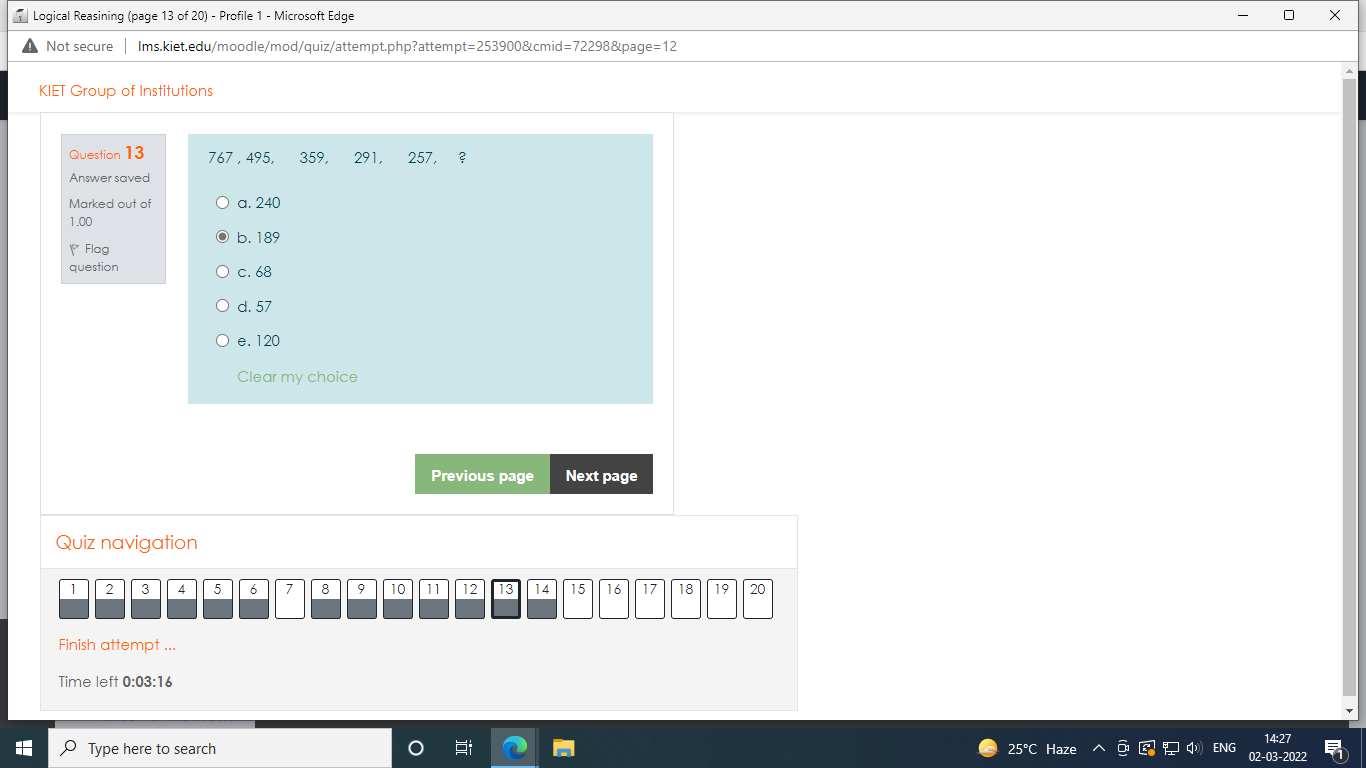 Logical Reasining (page 13 of 20) - Profile 1 - Microsoft Edge
Not secure | lms.kiet.edu/moodle/mod/quiz/attempt.php?attempt=253900&cmid=72298&page=12
KIET Group of Institutions
Question 13
Answer saved
Marked out of
1.00
Flag
question
767 , 495, 359, 291, 257, ?
a. 240
b. 189
c. 68
d. 57
e. 120
Clear my choice
Previous page Next page
Quiz navigation
1 2 3 4 5 6 7 8 9 10 11 12 13 14 15 16 17 18 19 20
Finish attempt ...
Time left 0:03:16
Type here to search
25°C Haze
ENG
14:27
02-03-2022
1